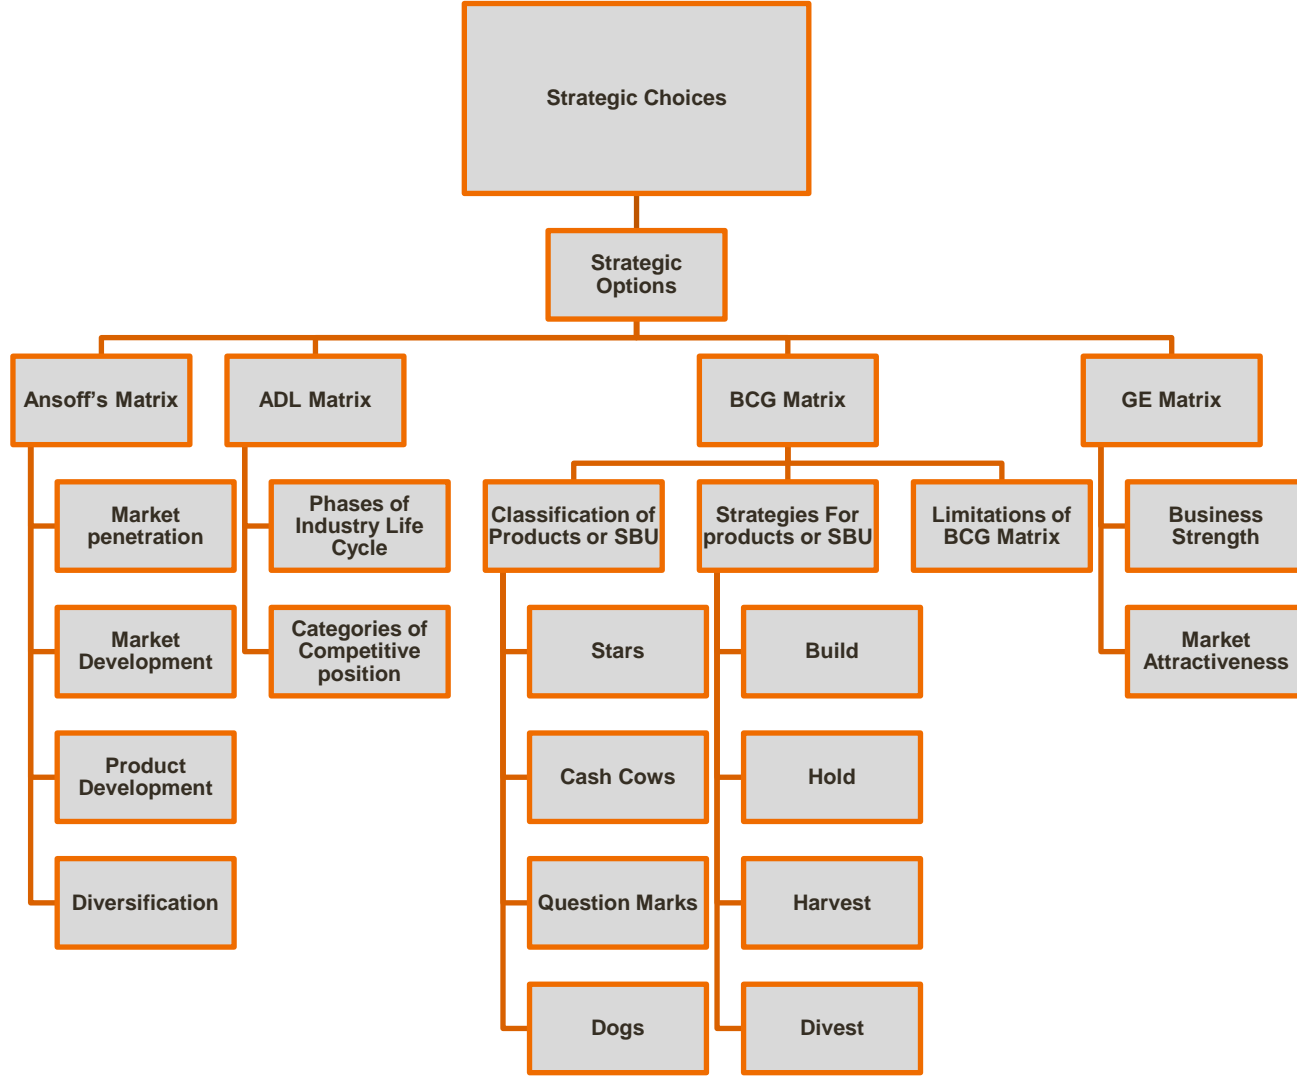 Strategic Choices
Strategic
Options
Ansoff’s Matrix
ADL Matrix
BCG Matrix
GE Matrix
Market
penetration
Market
Development
Product
Development
Diversification
Phases of
Industry Life
Cycle
Categories of
Competitive
position
Classification of
Products or SBU
Stars
Cash Cows
Question Marks
Dogs
Strategies For
products or SBU
Build
Hold
Harvest
Divest
Limitations of
BCG Matrix
Business
Strength
Market
Attractiveness